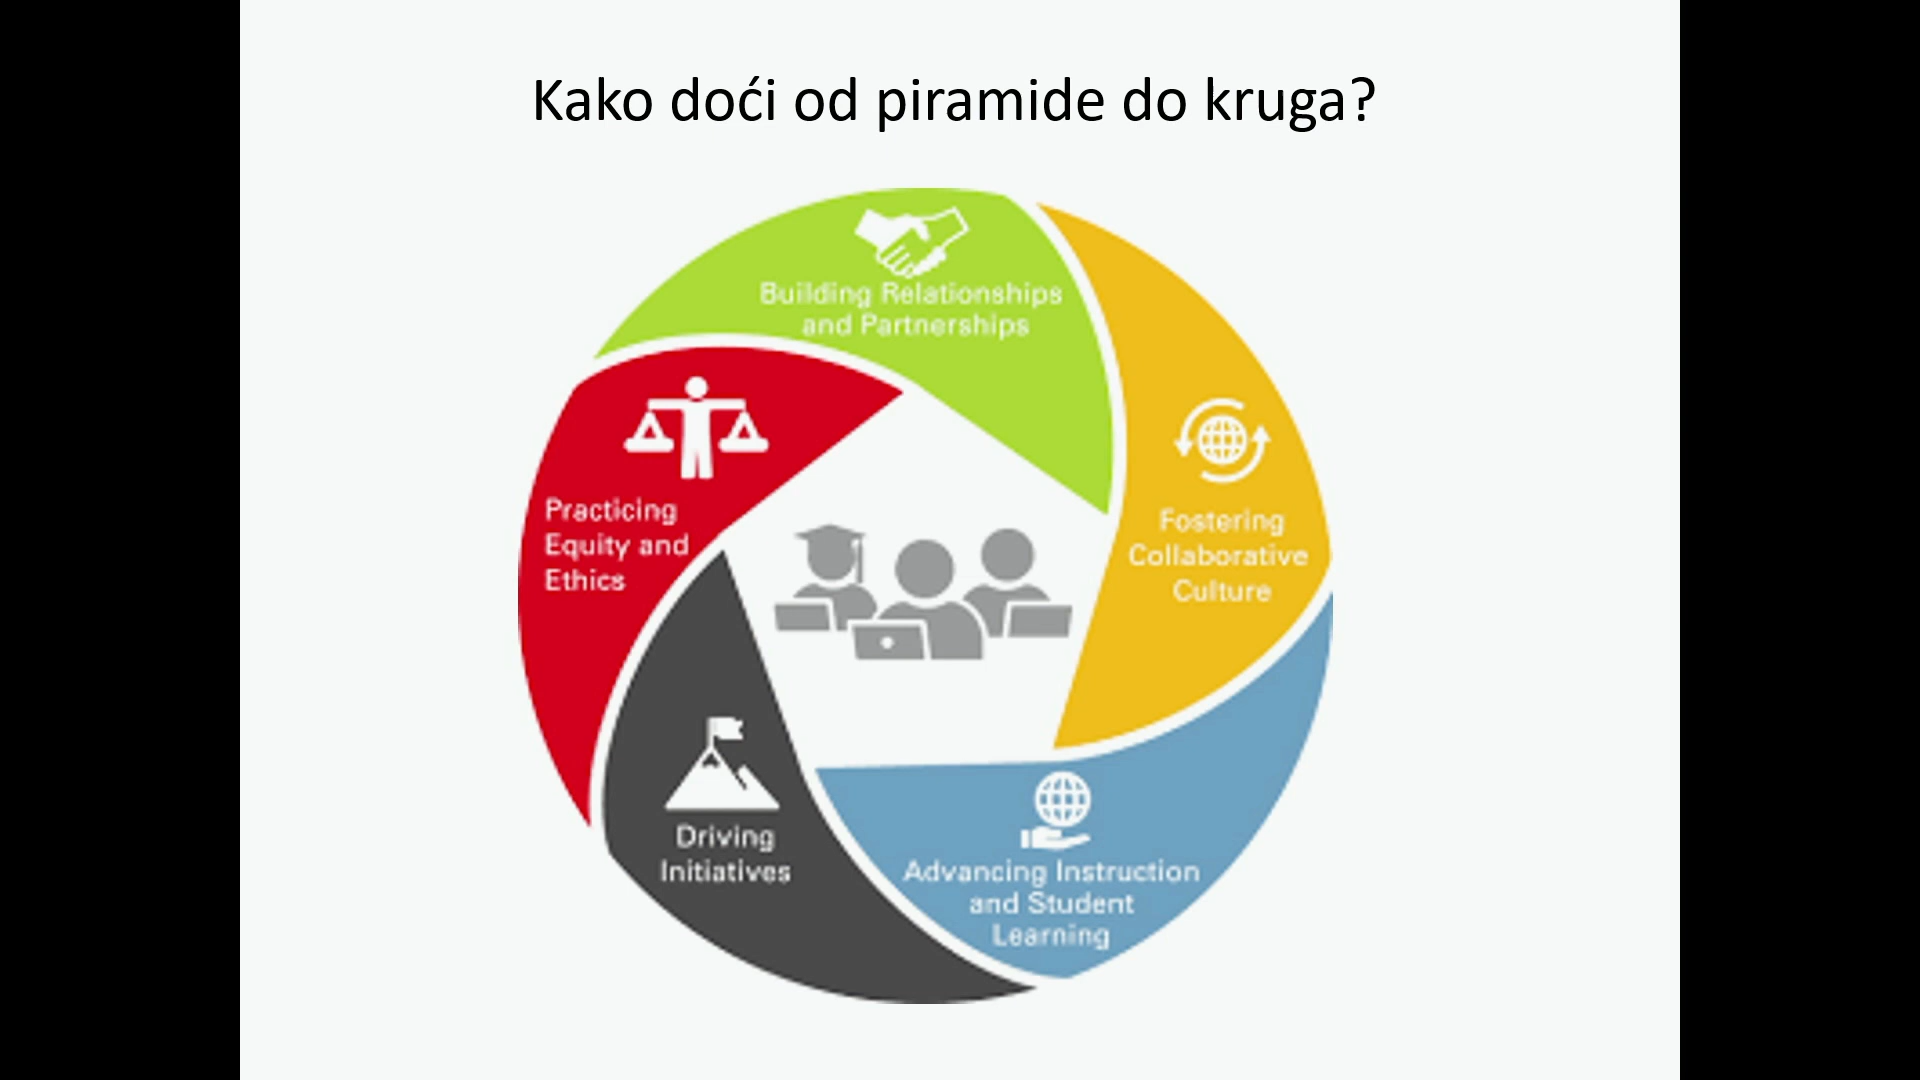 Kako doći od piramide do kruga?
Building Relationships
and Partnerships
Fostering
Collaborative
Culture
Advancing Instruction
and Student
Learning
Driving
Initiatives
Practicing
Equity and
Ethics